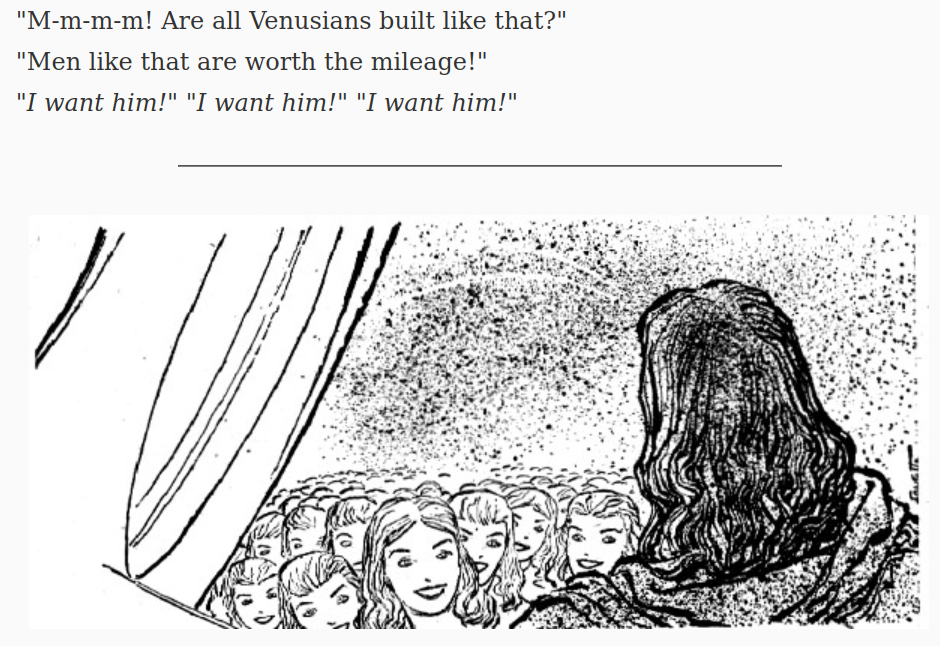 "M-m-m-m! Are all Venusians built like that?"
"Men like that are worth the mileage!"
"I want him!" "I want him!" "I want him!"